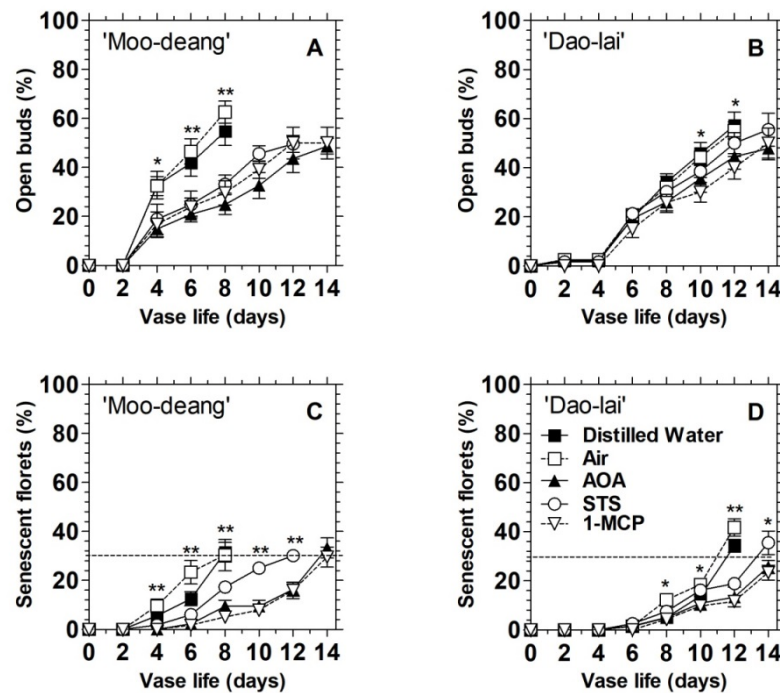 'Moo-deang' A
100
80
60
40
20
0
Open buds (%)
* ** **
0 2 4 6 8 10 12 14
Vase life (days)
'Dao-lai' B
100
80
60
40
20
0
Open buds (%)
* *
0 2 4 6 8 10 12 14
Vase life (days)
'Moo-deang' C
100
80
60
40
20
0
Senescent florets (%)
** ** ** ** **
0 2 4 6 8 10 12 14
Vase life (days)
'Dao-lai' D
Distilled Water
Air
AOA
STS
1-MCP
100
80
60
40
20
0
Senescent florets (%)
* * ** *
0 2 4 6 8 10 12 14
Vase life (days)